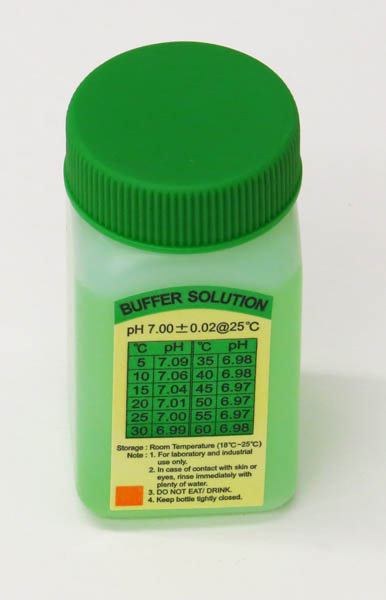 BUFFER SOLUTION
pH 7.00±0.02@25℃
℃ pH ℃ pH
5 7.09 35 6.98
10 7.06 40 6.98
15 7.04 45 6.97
20 7.01 50 6.97
25 7.00 55 6.97
30 6.99 60 6.98
Storage : Room Temperature (18℃~25℃)
Note : 1. For laboratory and industrial
use only.
2. In case of contact with skin or
eyes, rinse immediately with
plenty of water.
3. DO NOT EAT/ DRINK.
4. Keep bottle tightly closed.